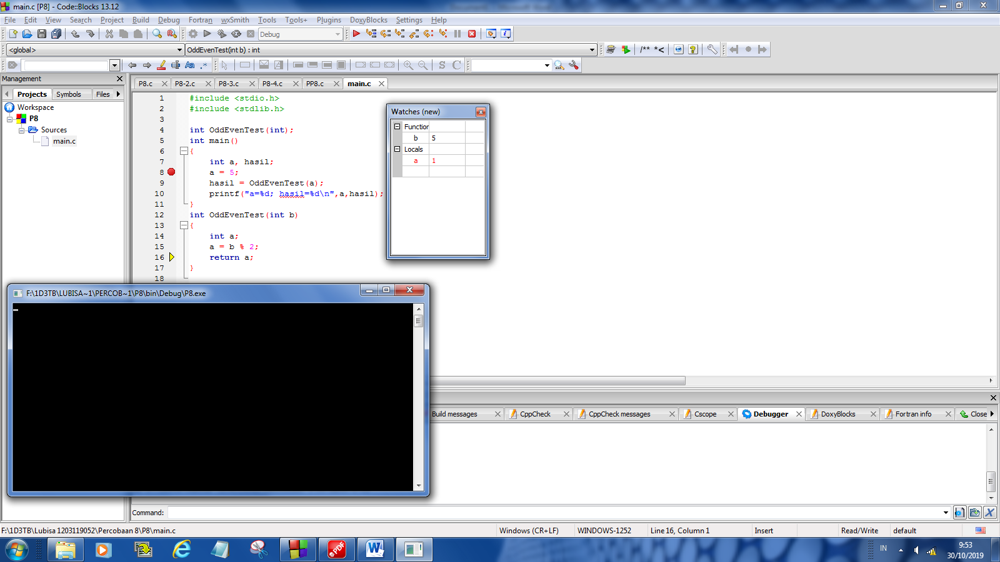 main.c [P8] - Code::Blocks 13.12
File Edit View Search Project Build Debug Fortran wxSmith Tools Tools+ Plugins DoxyBlocks Settings Help
Debug
<global> OddEvenTest(int b) : int
/** *<
Aa .*
S C
Management
Projects Symbols Files
Workspace
P8
Sources
main.c
P8.c P8-2.c P8-3.c P8-4.c PP8.c main.c
1 #include <stdio.h>
2 #include <stdlib.h>
3
4 int OddEvenTest(int);
5 int main()
6 {
7 int a, hasil;
8 a = 5;
9 hasil = OddEvenTest(a);
10 printf("a=%d; hasil=%d\n",a,hasil);
11 }
12 int OddEvenTest(int b)
13 {
14 int a;
15 a = b % 2;
16 return a;
17 }
18
Watches (new)
Function
b 5
Locals
a 1
F:\1D3TB\LUBISA~1\PERCOB~1\P8\bin\Debug\P8.exe
Build messages CppCheck CppCheck messages Cscope Debugger DoxyBlocks Fortran info Close
Command:
F:\1D3TB\Lubisa 1203119052\Percobaan 8\P8\main.c Windows (CR+LF) WINDOWS-1252 Line 16, Column 1 Insert Read/Write default
PDF W IN 9:53
30/10/2019